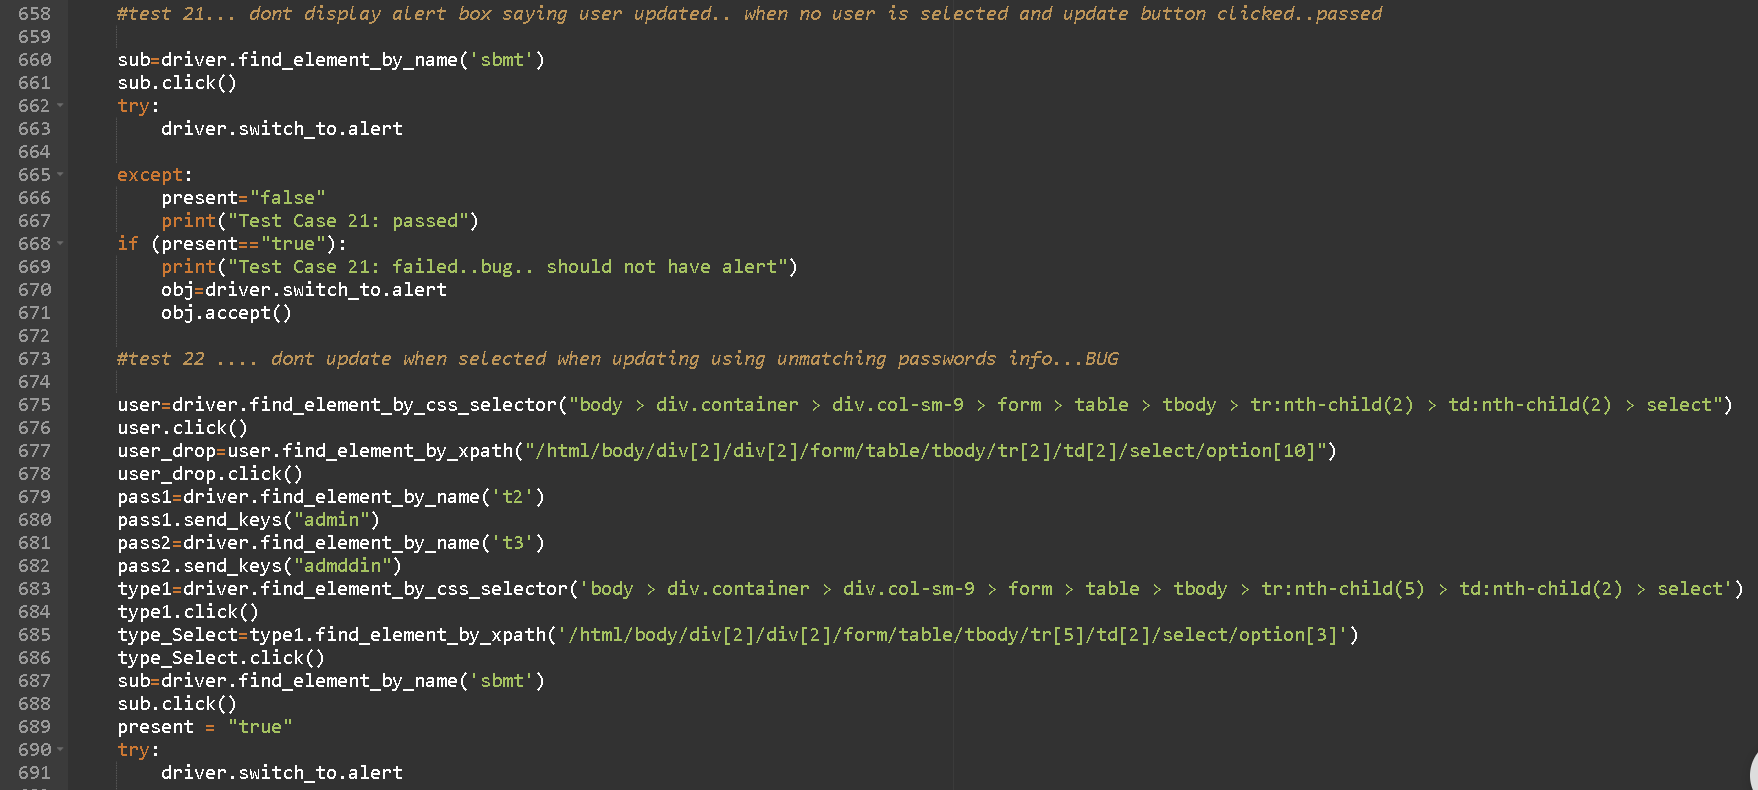 658 #test 21... dont display alert box saying user updated.. when no user is selected and update button clicked..passed
659
660 sub=driver.find_element_by_name('sbmt')
661 sub.click()
662 try:
663 driver.switch_to.alert
664
665 except:
666 present="false"
667 print("Test Case 21: passed")
668 if (present=="true"):
669 print("Test Case 21: failed..bug.. should not have alert")
670 obj=driver.switch_to.alert
671 obj.accept()
672
673 #test 22 .... dont update when selected when updating using unmatching passwords info...BUG
674
675 user=driver.find_element_by_css_selector("body > div.container > div.col-sm-9 > form > table > tbody > tr:nth-child(2) > td:nth-child(2) > select")
676 user.click()
677 user_drop=user.find_element_by_xpath("/html/body/div[2]/div[2]/form/table/tbody/tr[2]/td[2]/select/option[10]")
678 user_drop.click()
679 pass1=driver.find_element_by_name('t2')
680 pass1.send_keys("admin")
681 pass2=driver.find_element_by_name('t3')
682 pass2.send_keys("admddin")
683 type1=driver.find_element_by_css_selector('body > div.container > div.col-sm-9 > form > table > tbody > tr:nth-child(5) > td:nth-child(2) > select')
684 type1.click()
685 type_Select=type1.find_element_by_xpath('/html/body/div[2]/div[2]/form/table/tbody/tr[5]/td[2]/select/option[3]')
686 type_Select.click()
687 sub=driver.find_element_by_name('sbmt')
688 sub.click()
689 present = "true"
690 try:
691 driver.switch_to.alert